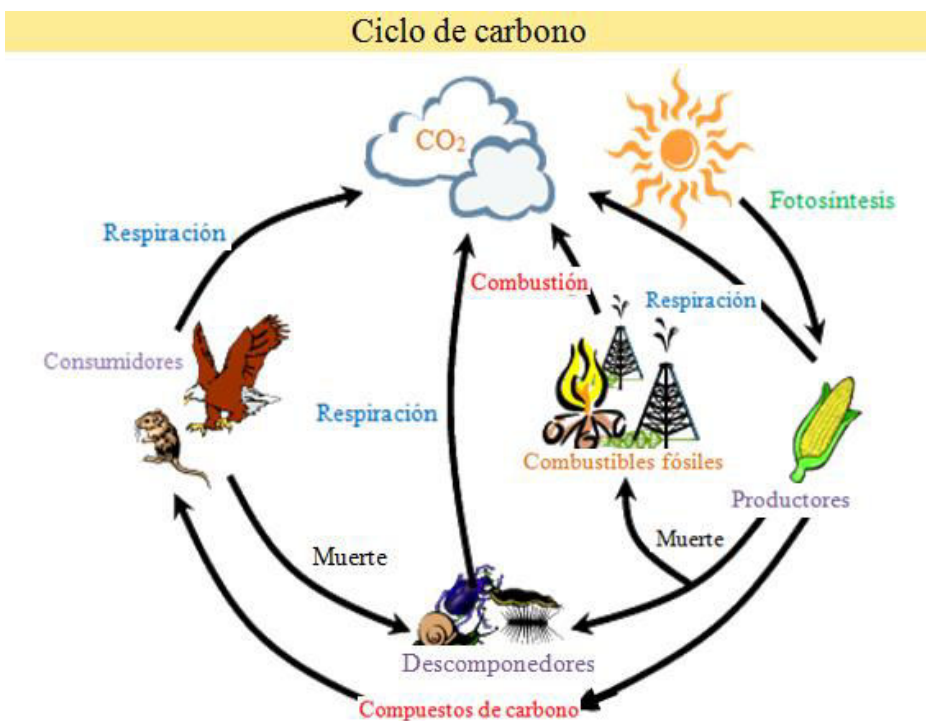 Ciclo de carbono
CO₂
Fotosíntesis
Respiración
Combustión
Respiración
Consumidores
Respiración
Combustibles fósiles
Productores
Muerte
Muerte
Descomponedores
Compuestos de carbono